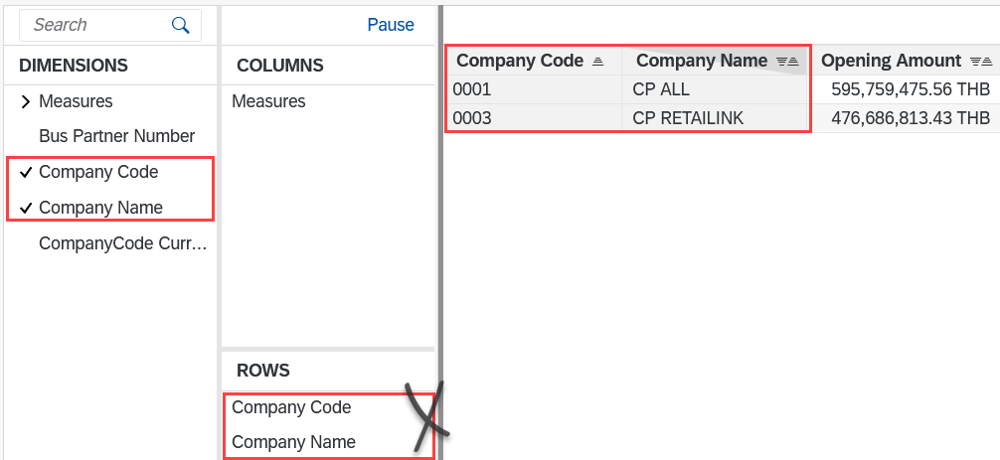 Search
DIMENSIONS
Measures
Bus Partner Number
Company Code
Company Name
CompanyCode Curr...
Pause
COLUMNS
Measures
ROWS
Company Code
Company Name
Company Code Company Name Opening Amount
0001 CP ALL 595,759,475.56 THB
0003 CP RETAILINK 476,686,813.43 THB